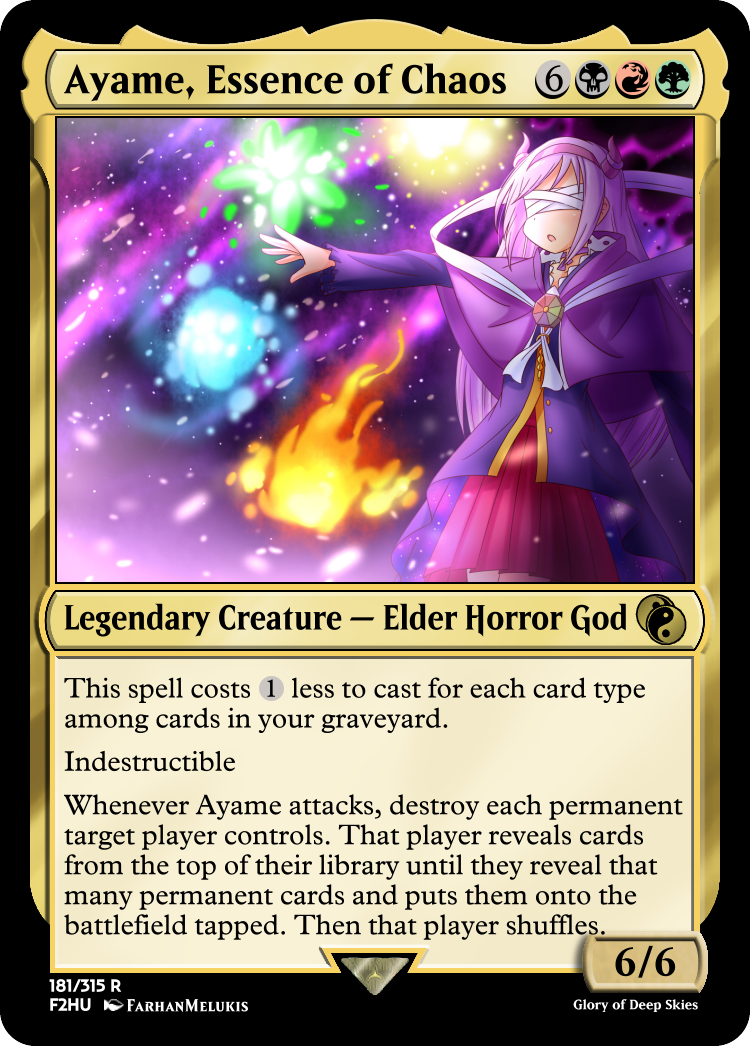 Ayame, Essence of Chaos 6
Legendary Creature — Elder Horror God
This spell costs 1 less to cast for each card type
among cards in your graveyard.
Indestructible
Whenever Ayame attacks, destroy each permanent
target player controls. That player reveals cards
from the top of their library until they reveal that
many permanent cards and puts them onto the
battlefield tapped. Then that player shuffles.
6/6
181/315 R
F2HU FarhanMelukis
Glory of Deep Skies